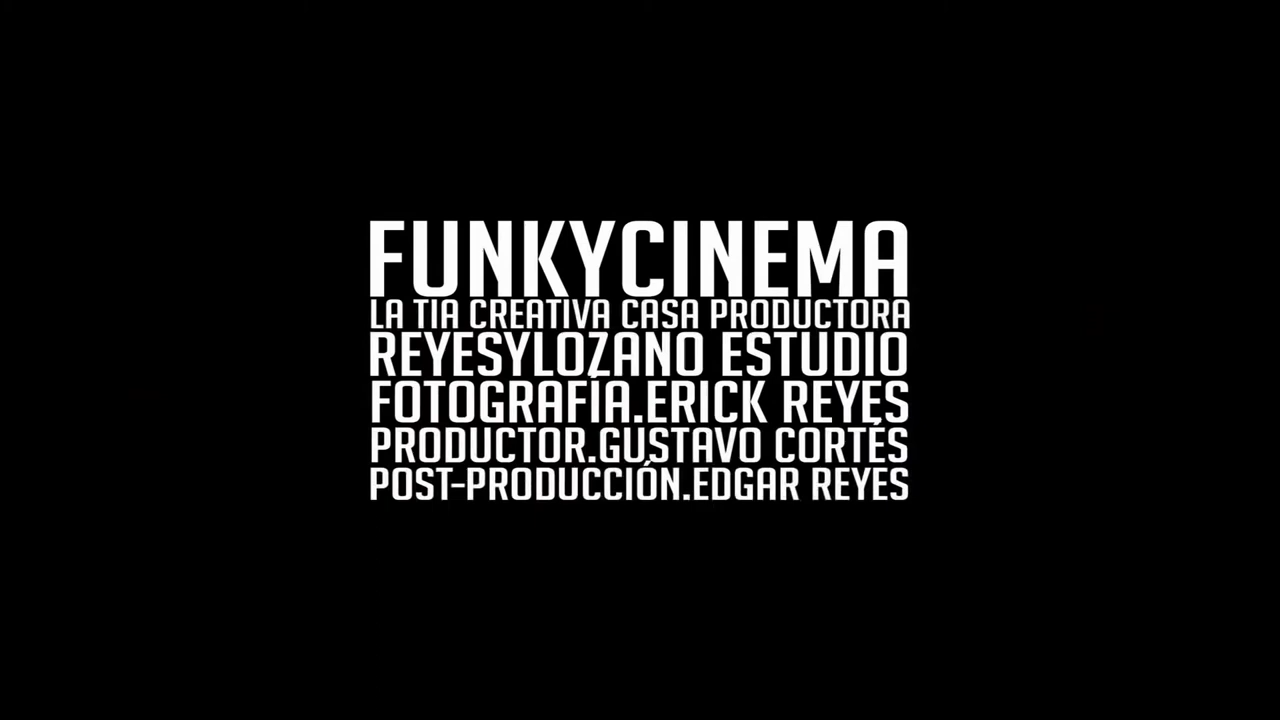 FUNKYCINEMA
LA TIA CREATIVA CASA PRODUCTORA
REYESYLOZANO ESTUDIO
FOTOGRAFÍA.ERICK REYES
PRODUCTOR.GUSTAVO CORTÉS
POST-PRODUCCIÓN.EDGAR REYES